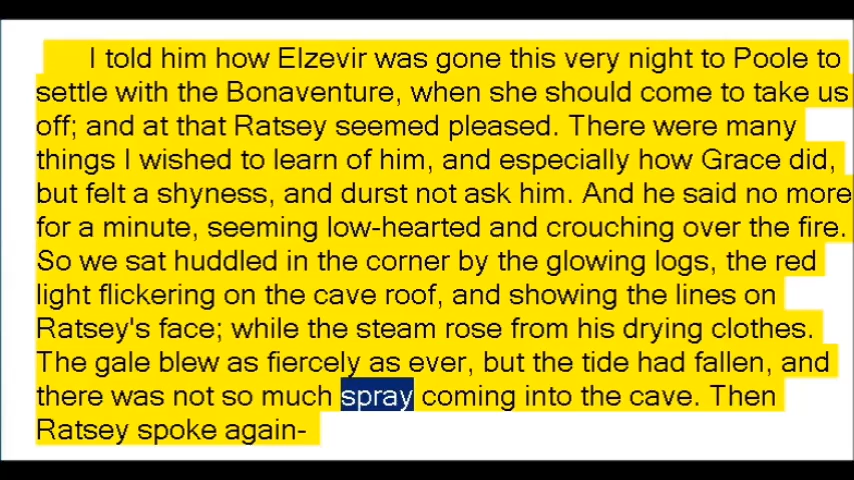 I told him how Elzevir was gone this very night to Poole to
settle with the Bonaventure, when she should come to take us
off; and at that Ratsey seemed pleased. There were many
things I wished to learn of him, and especially how Grace did,
but felt a shyness, and durst not ask him. And he said no more
for a minute, seeming low-hearted and crouching over the fire.
So we sat huddled in the corner by the glowing logs, the red
light flickering on the cave roof, and showing the lines on
Ratsey's face; while the steam rose from his drying clothes.
The gale blew as fiercely as ever, but the tide had fallen, and
there was not so much spray coming into the cave. Then
Ratsey spoke again-